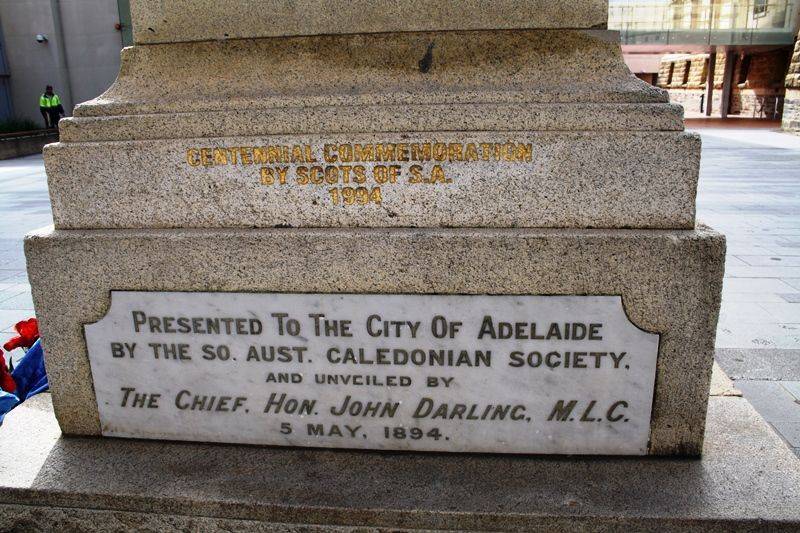 CENTENNIAL COMMEMORATION
BY SCOTS OF S.A.
1994
PRESENTED TO THE CITY OF ADELAIDE
BY THE SO. AUST. CALEDONIAN SOCIETY,
AND UNVEILED BY
THE CHIEF, HON. JOHN DARLING, M.L.C.
5 MAY, 1894.